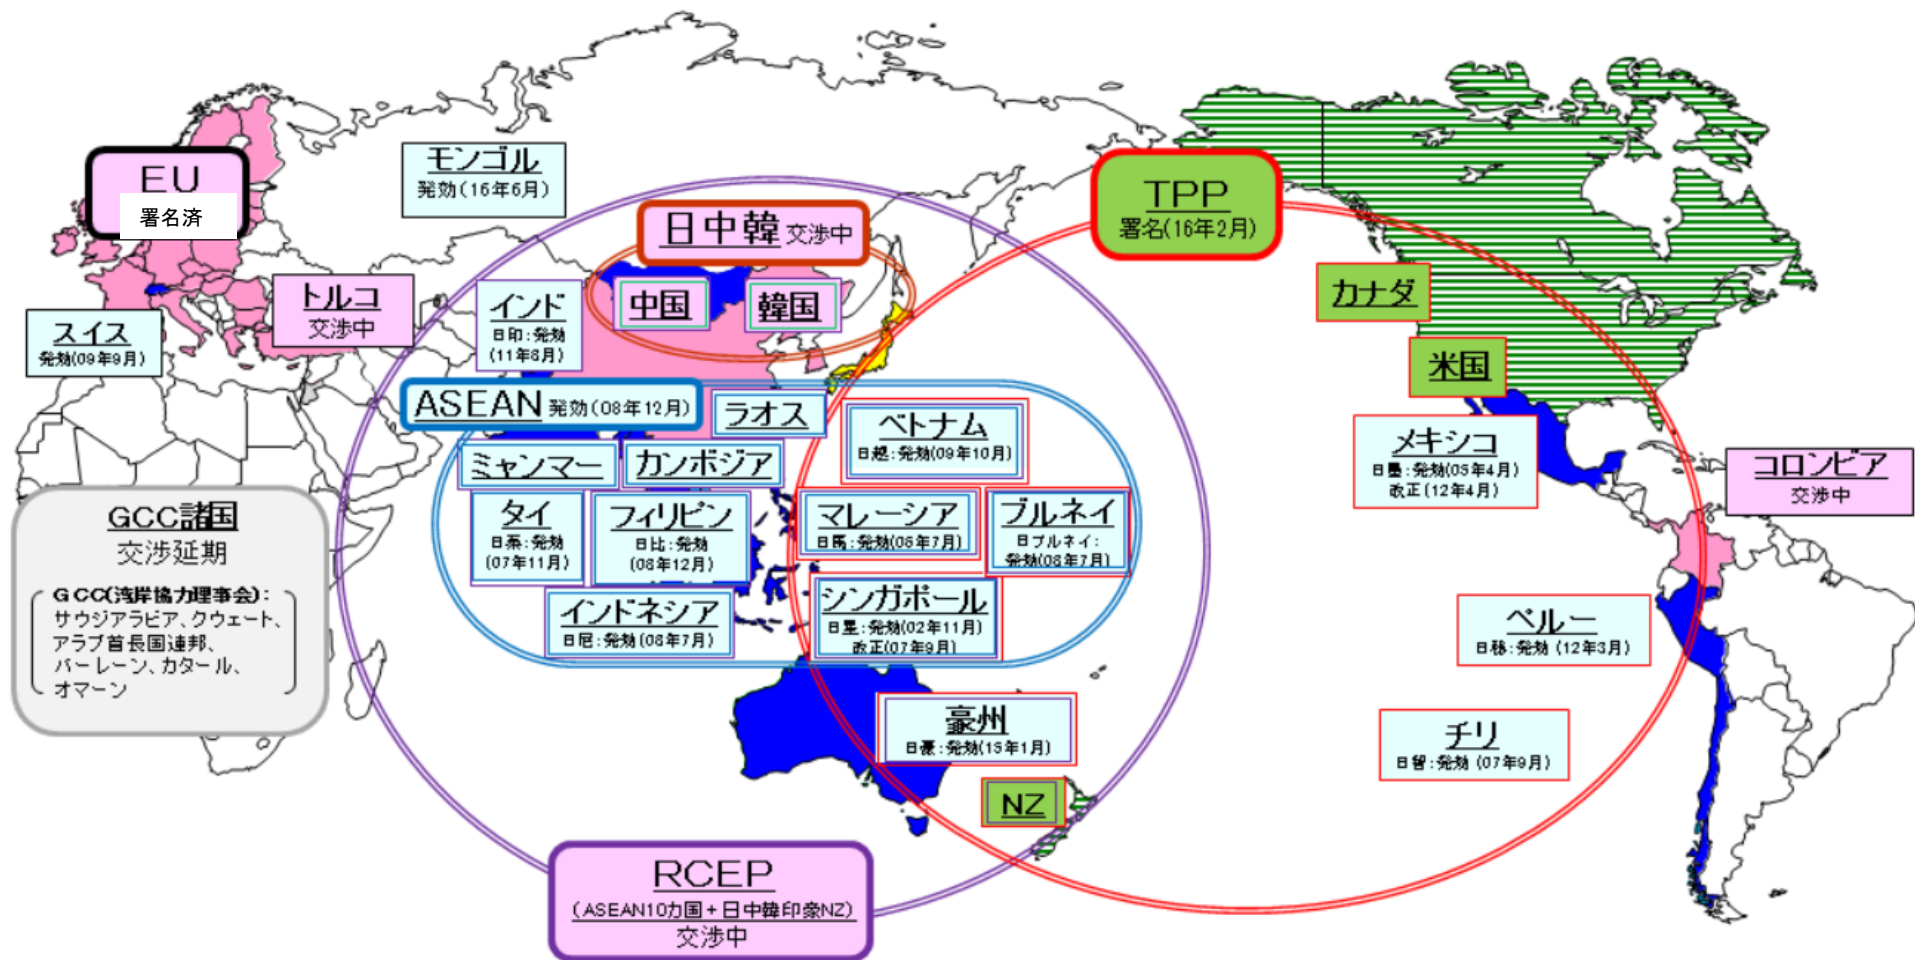 EU
署名済
モンゴル
発効(16年6月)
日中韓 交渉中
TPP
署名(16年2月)
トルコ
交渉中
スイス
発効(09年9月)
インド
日印:発効
(11年8月)
中国
韓国
カナダ
米国
ASEAN 発効(08年12月)
ラオス
ベトナム
日越:発効(09年10月)
ミャンマー
カンボジア
メキシコ
日墨:発効(05年4月)
改正(12年4月)
コロンビア
交渉中
GCC諸国
交渉延期
GCC(湾岸協力理事会):
サウジアラビア、クウェート、
アラブ首長国連邦、
バーレーン、カタール、
オマーン
タイ
日泰:発効
(07年11月)
フィリピン
日比:発効
(08年12月)
マレーシア
日馬:発効(06年7月)
ブルネイ
日ブルネイ:
発効(08年7月)
インドネシア
日尼:発効(08年7月)
シンガポール
日星:発効(02年11月)
改正(07年9月)
ペルー
日秘:発効 (12年3月)
豪州
日豪:発効(15年1月)
チリ
日智:発効 (07年9月)
NZ
RCEP
(ASEAN10カ国+日中韓印豪NZ)
交渉中